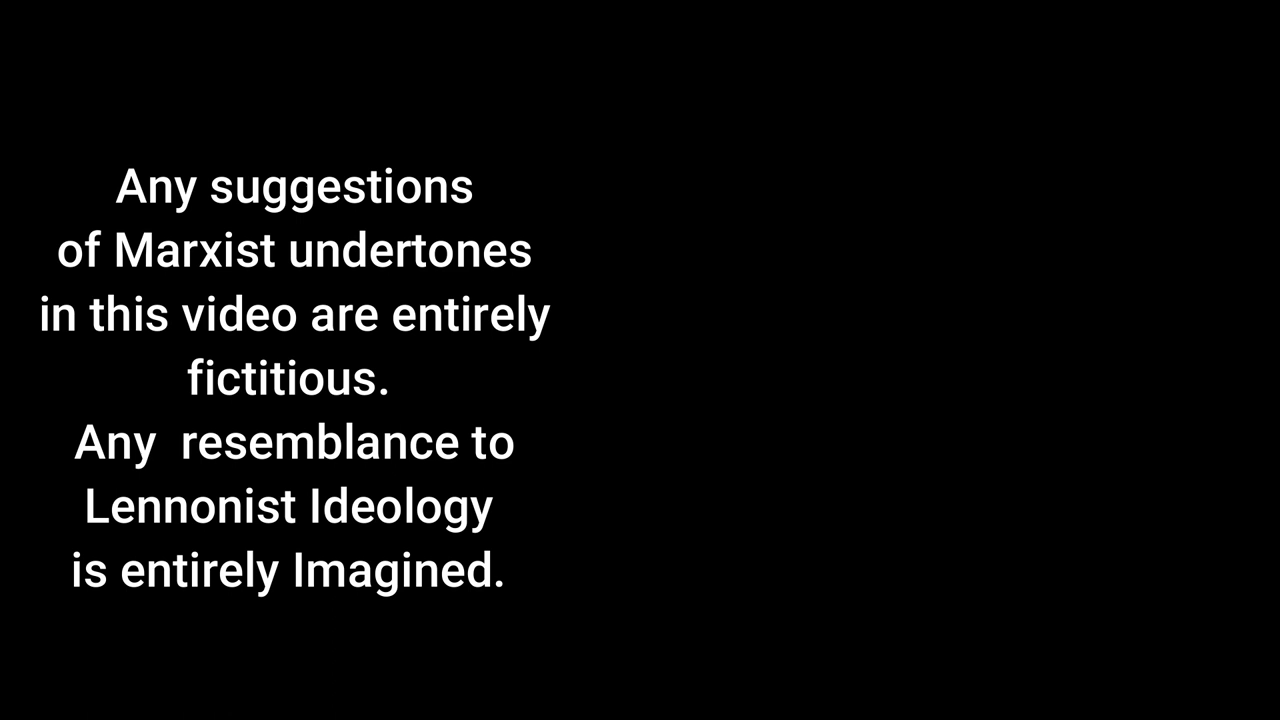 Any suggestions
of Marxist undertones
in this video are entirely
fictitious.
Any  resemblance to
Lennonist Ideology
is entirely Imagined.